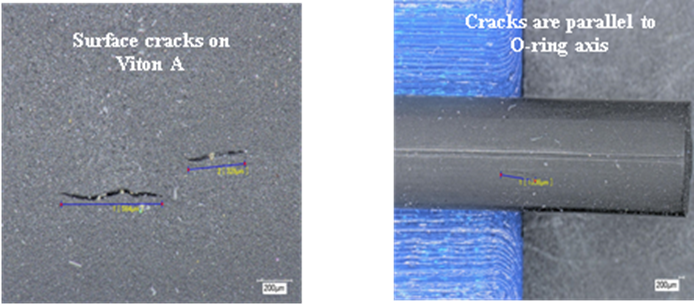 Surface cracks on
Viton A
200µm
Cracks are parallel to
O-ring axis
200µm